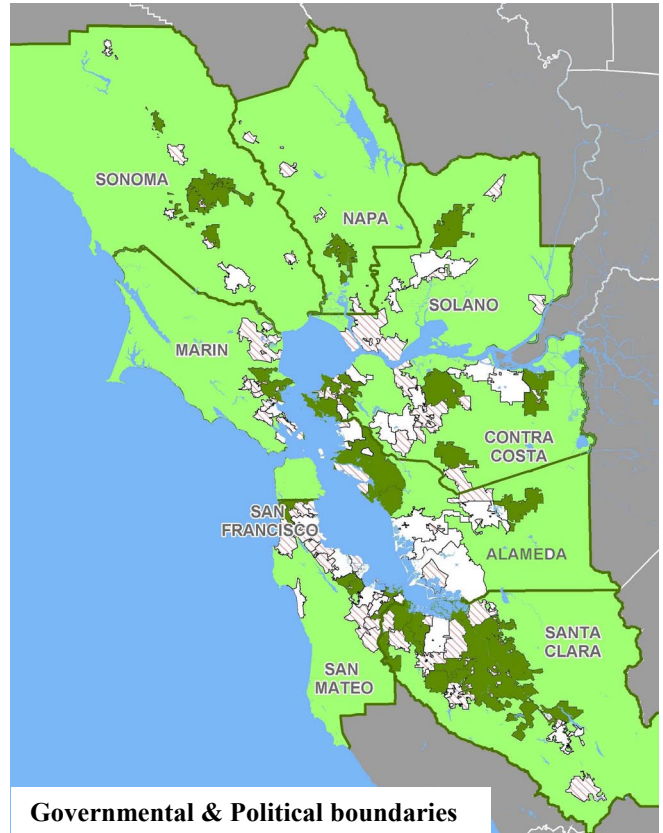 SONOMA
NAPA
SOLANO
MARIN
CONTRA
COSTA
SAN
FRANCISCO
ALAMEDA
SANTA
CLARA
SAN
MATEO
Governmental & Political boundaries